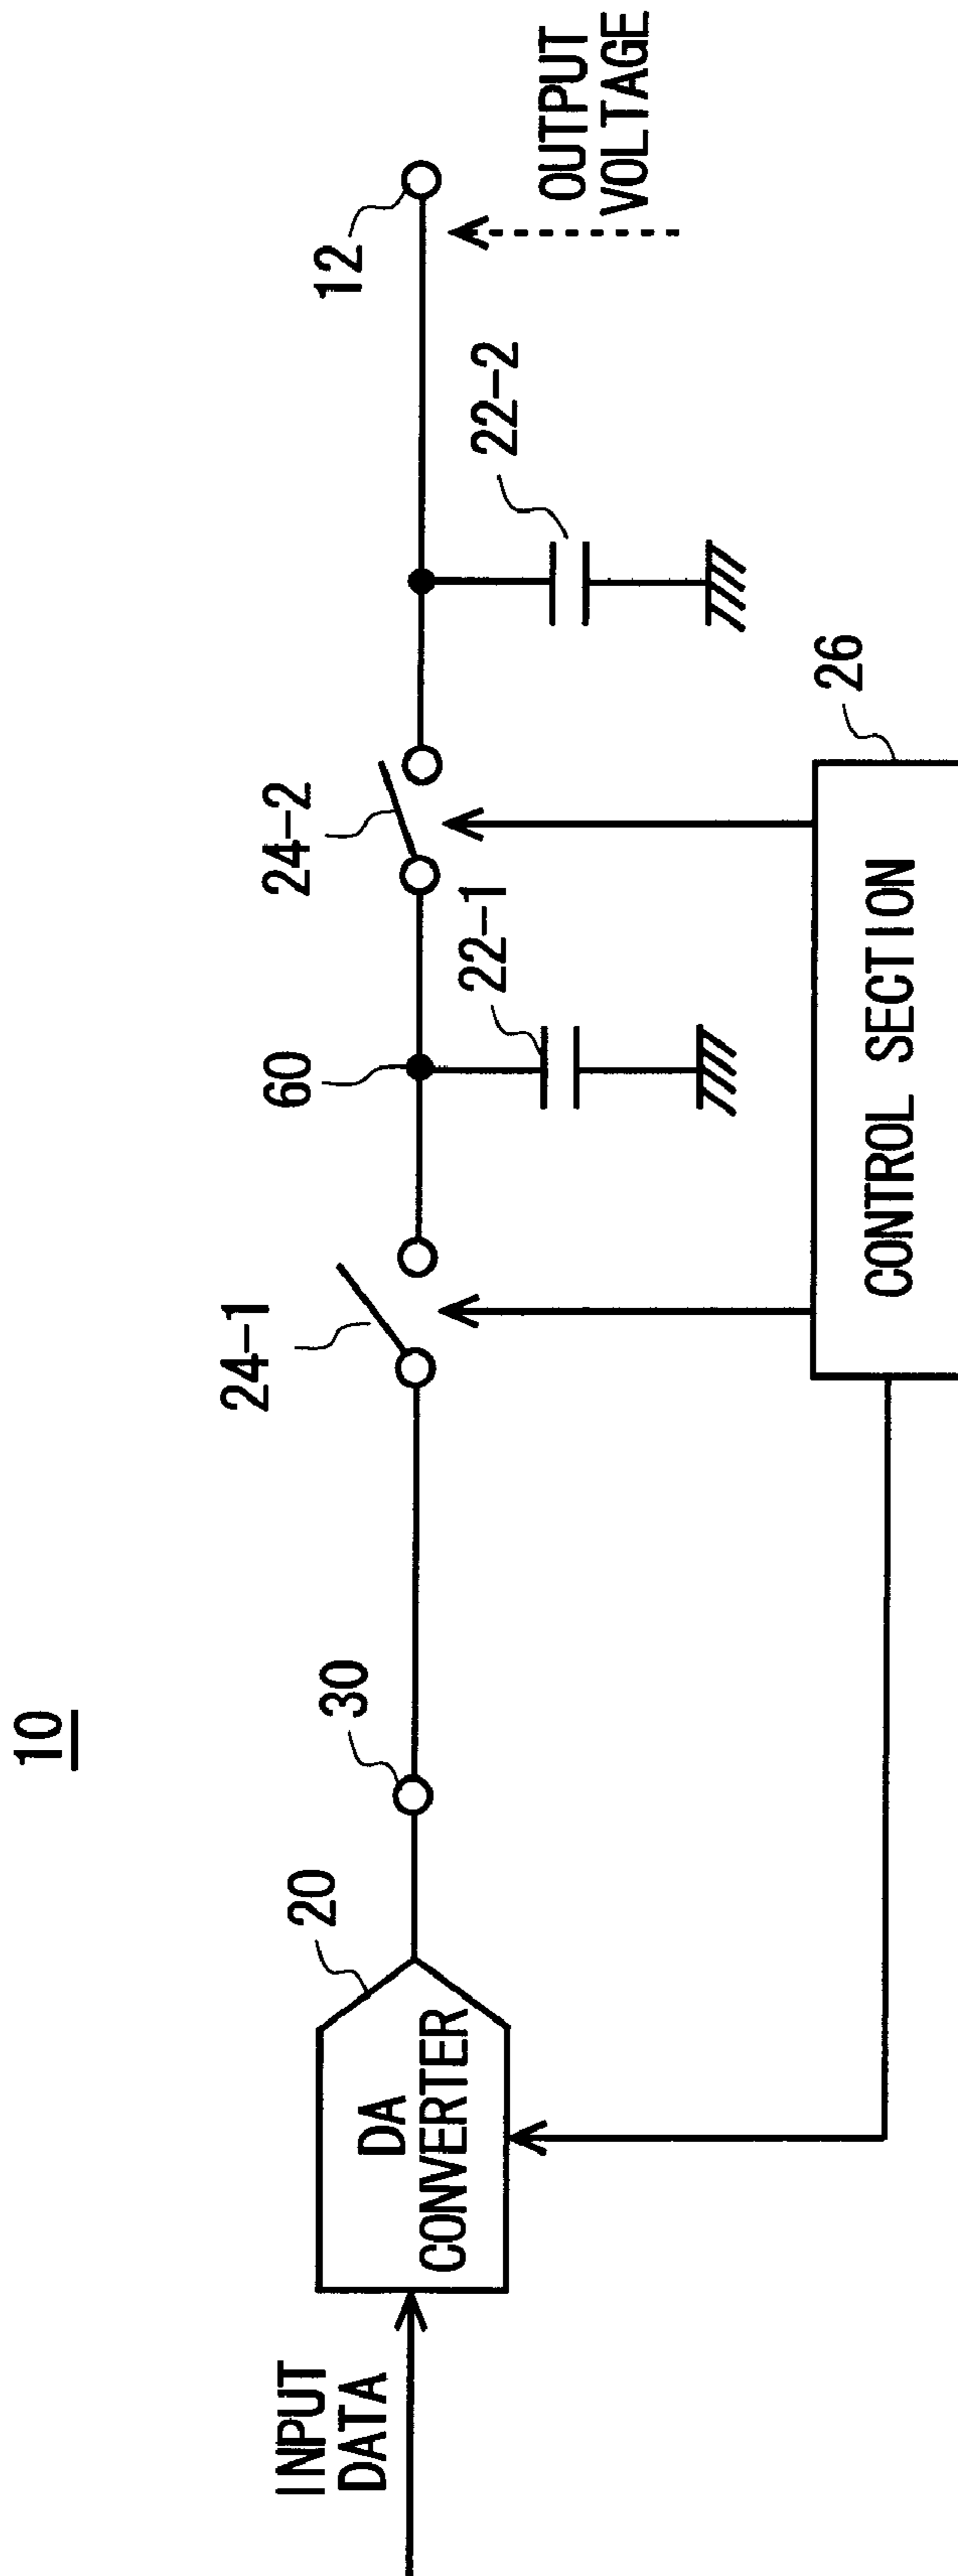 10
INPUT
DATA
DA
CONVERTER
20
30
24-1
60
22-1
24-2
22-2
12
OUTPUT
VOLTAGE
CONTROL SECTION
26